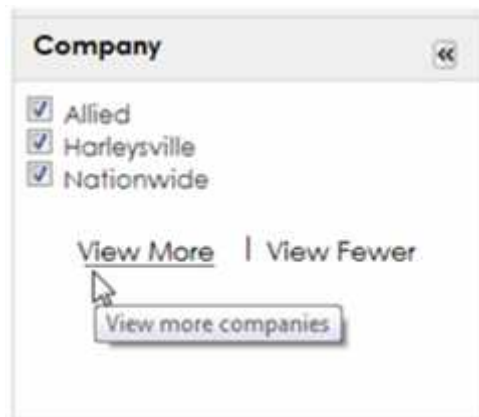 Company «
Allied
Harleysville
Nationwide
View More | View Fewer
View more companies